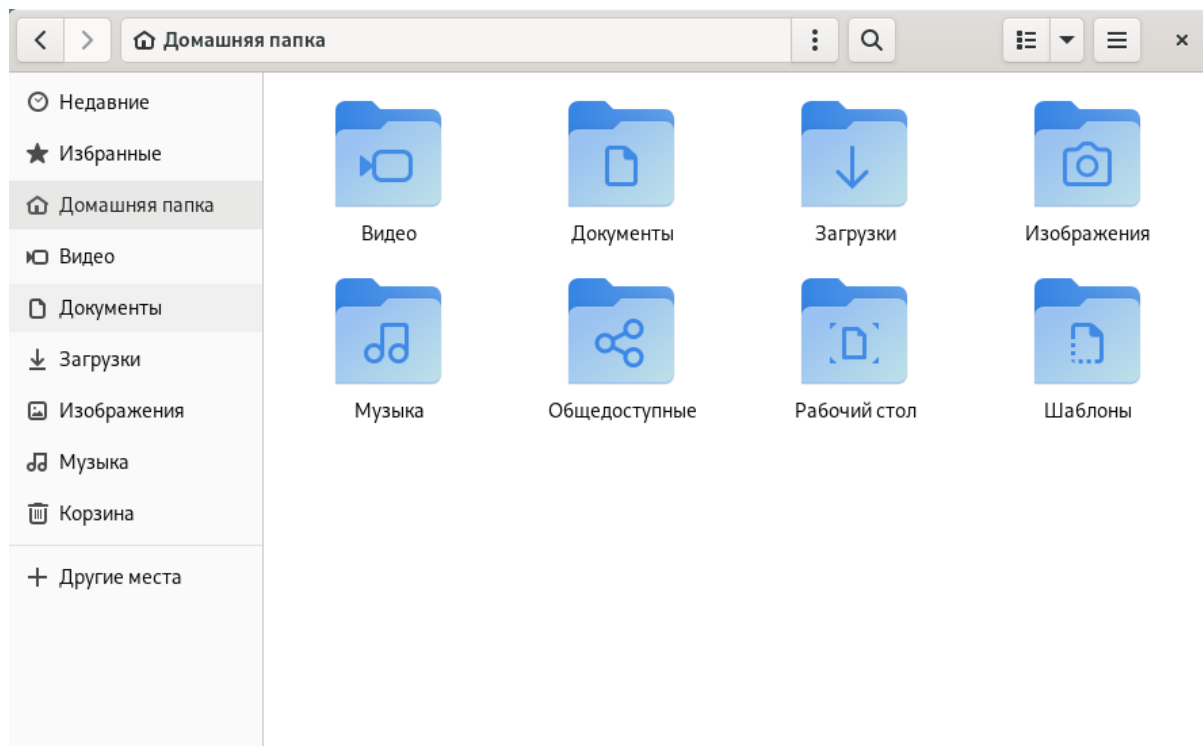 Домашняя папка
Недавние
Избранные
Домашняя папка
Видео
Документы
Загрузки
Изображения
Музыка
Корзина
Другие места
Видео
Документы
Загрузки
Изображения
Музыка
Общедоступные
Рабочий стол
Шаблоны